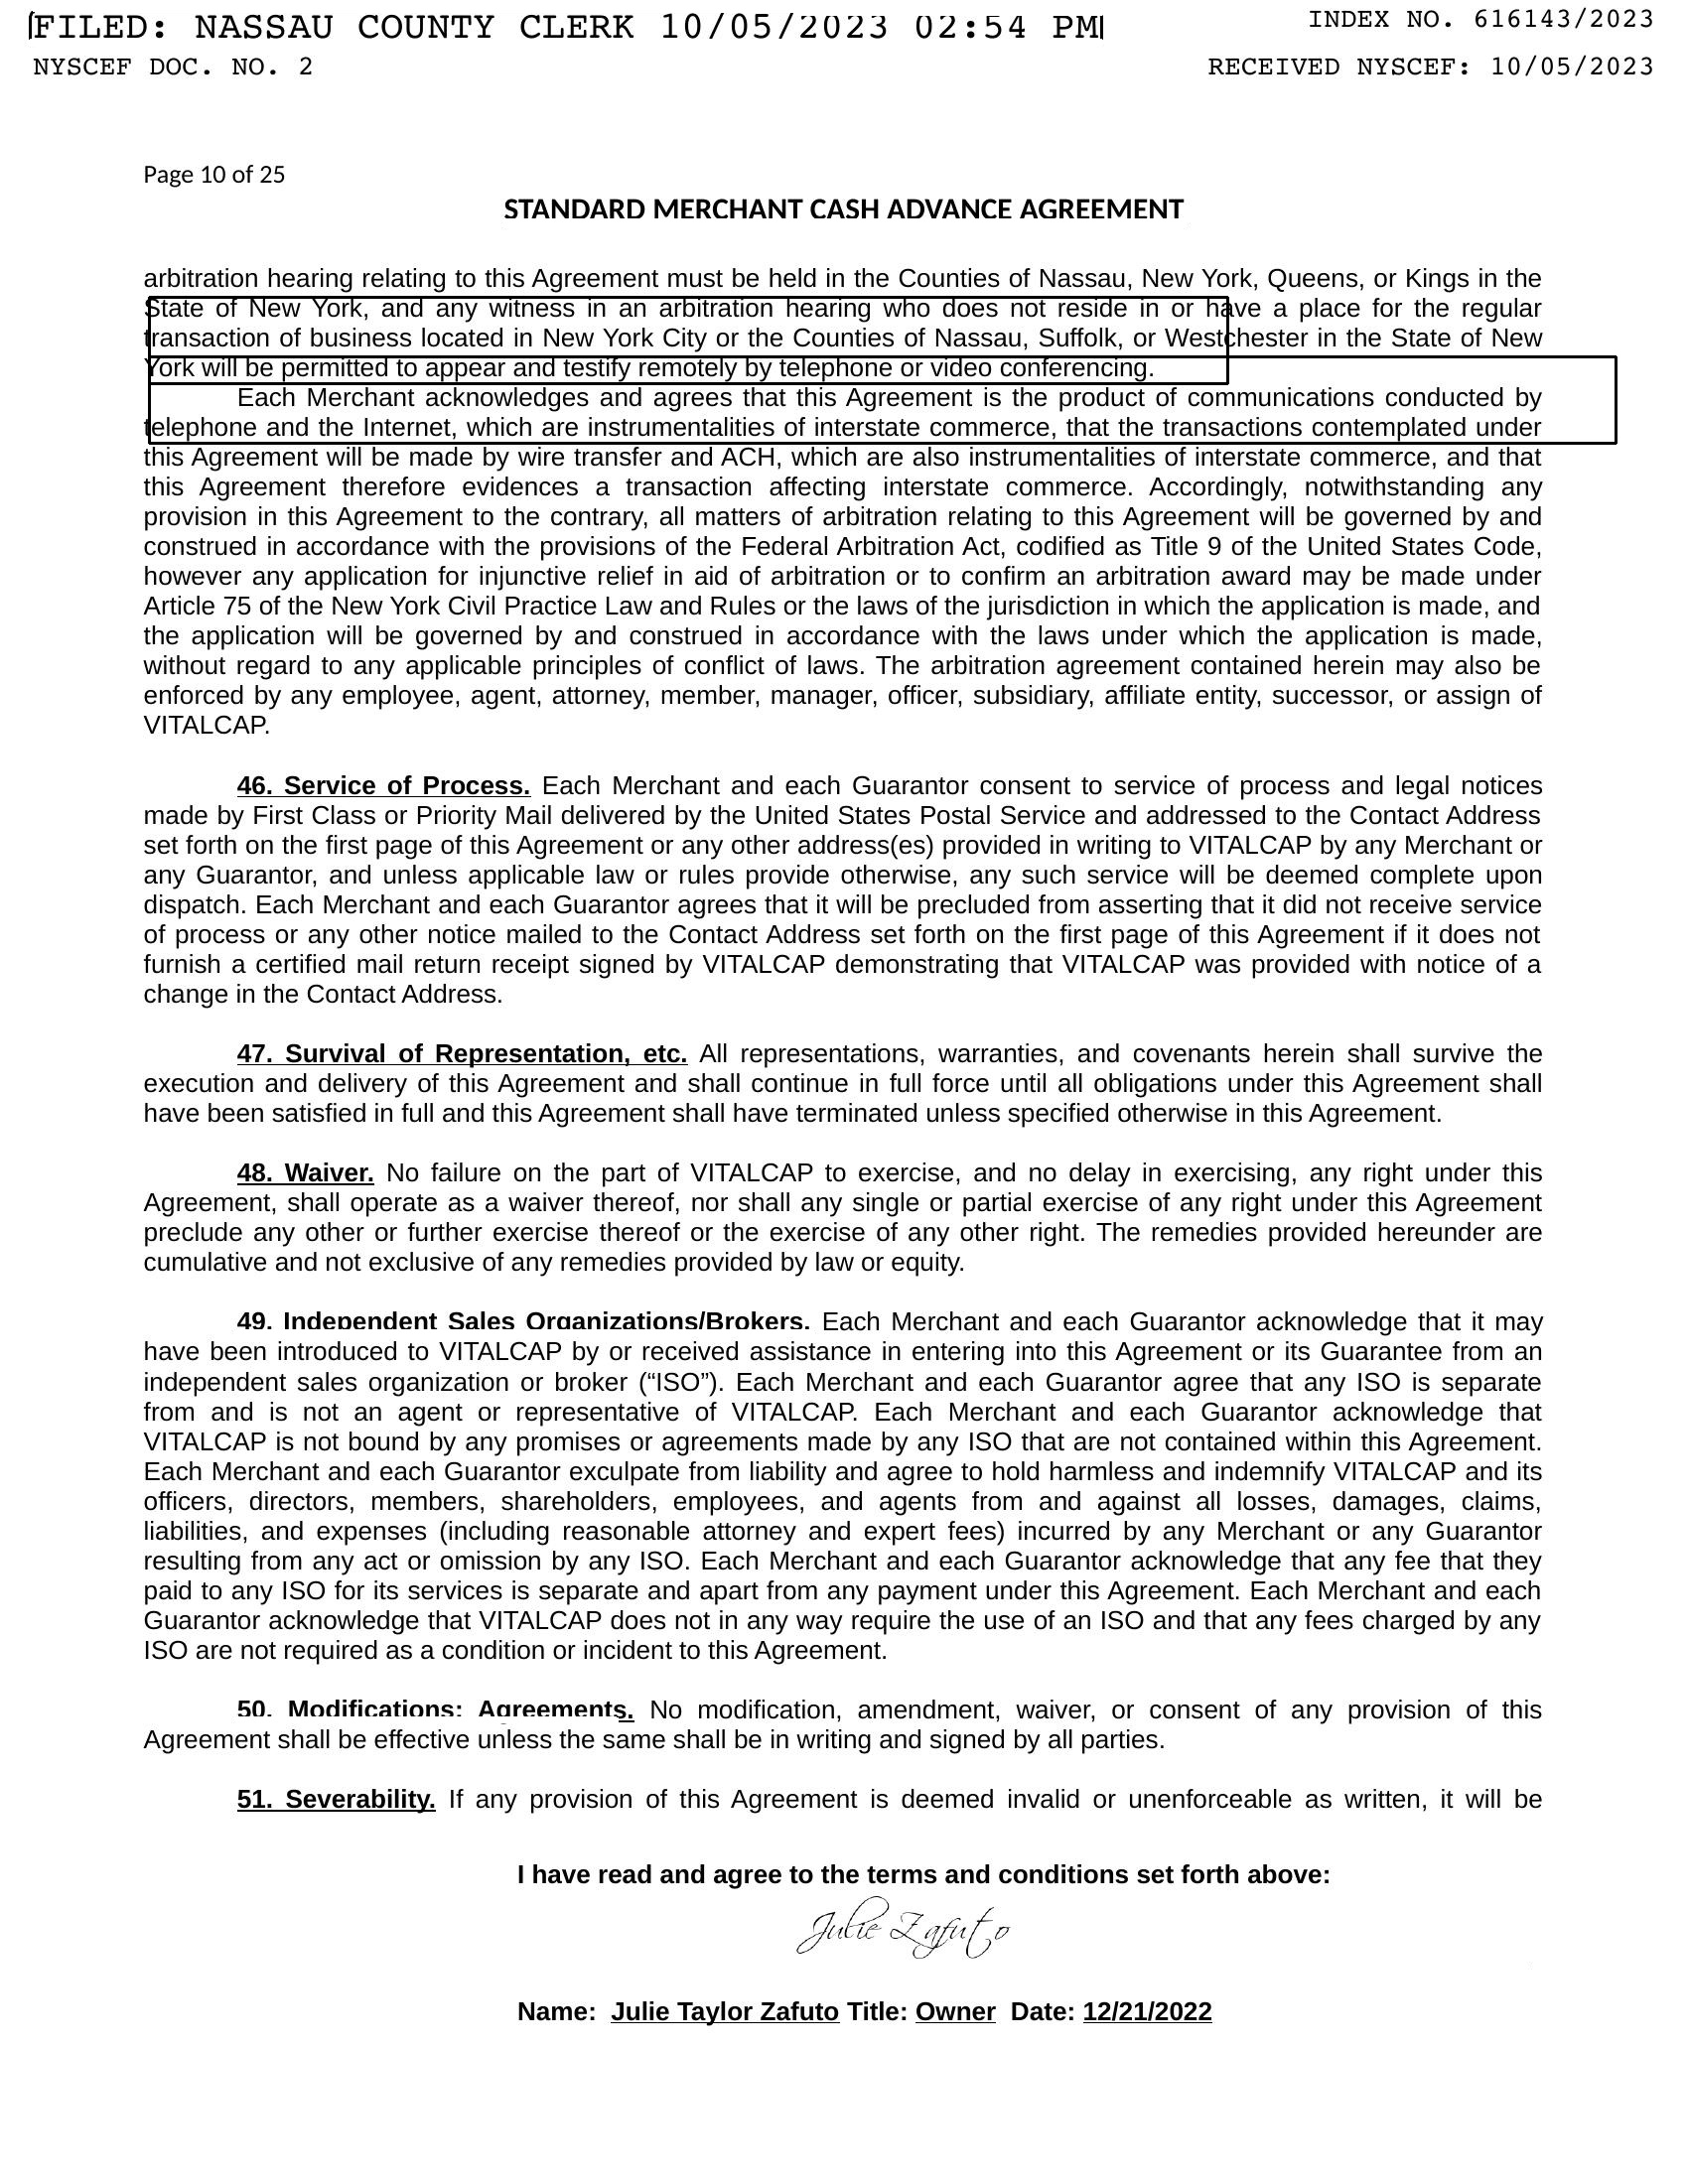 FILED: NASSAU COUNTY CLERK 10/05/2023 02:54 PM
INDEX NO. 616143/2023
NYSCEF DOC. NO. 2
RECEIVED NYSCEF: 10/05/2023
Page 10 of 25
STANDARD MERCHANT CASH ADVANCE AGREEMENT
arbitration hearing relating to this Agreement must be held in the Counties of Nassau, New York, Queens, or Kings in the
State of New York, and any witness in an arbitration hearing who does not reside in or have a place for the regular
transaction of business located in New York City or the Counties of Nassau, Suffolk, or Westchester in the State of New
York will be permitted to appear and testify remotely by telephone or video conferencing.
Each Merchant acknowledges and agrees that this Agreement is the product of communications conducted by
telephone and the Internet, which are instrumentalities of interstate commerce, that the transactions contemplated under
this Agreement will be made by wire transfer and ACH, which are also instrumentalities of interstate commerce, and that
this Agreement therefore evidences a transaction affecting interstate commerce. Accordingly, notwithstanding any
provision in this Agreement to the contrary, all matters of arbitration relating to this Agreement will be governed by and
construed in accordance with the provisions of the Federal Arbitration Act, codified as Title 9 of the United States Code,
however any application for injunctive relief in aid of arbitration or to confirm an arbitration award may be made under
Article 75 of the New York Civil Practice Law and Rules or the laws of the jurisdiction in which the application is made, and
the application will be governed by and construed in accordance with the laws under which the application is made,
without regard to any applicable principles of conflict of laws. The arbitration agreement contained herein may also be
enforced by any employee, agent, attorney, member, manager, officer, subsidiary, affiliate entity, successor, or assign of
VITALCAP.
46. Service of Process. Each Merchant and each Guarantor consent to service of process and legal notices
made by First Class or Priority Mail delivered by the United States Postal Service and addressed to the Contact Address
set forth on the first page of this Agreement or any other address(es) provided in writing to VITALCAP by any Merchant or
any Guarantor, and unless applicable law or rules provide otherwise, any such service will be deemed complete upon
dispatch. Each Merchant and each Guarantor agrees that it will be precluded from asserting that it did not receive service
of process or any other notice mailed to the Contact Address set forth on the first page of this Agreement if it does not
furnish a certified mail return receipt signed by VITALCAP demonstrating that VITALCAP was provided with notice of a
change in the Contact Address.
47. Survival of Representation, etc. All representations, warranties, and covenants herein shall survive the
execution and delivery of this Agreement and shall continue in full force until all obligations under this Agreement shall
have been satisfied in full and this Agreement shall have terminated unless specified otherwise in this Agreement.
48. Waiver. No failure on the part of VITALCAP to exercise, and no delay in exercising, any right under this
Agreement, shall operate as a waiver thereof, nor shall any single or partial exercise of any right under this Agreement
preclude any other or further exercise thereof or the exercise of any other right. The remedies provided hereunder are
cumulative and not exclusive of any remedies provided by law or equity.
49. Independent Sales Organizations/Brokers. Each Merchant and each Guarantor acknowledge that it may
have been introduced to VITALCAP by or received assistance in entering into this Agreement or its Guarantee from an
independent sales organization or broker (“ISO”). Each Merchant and each Guarantor agree that any ISO is separate
from and is not an agent or representative of VITALCAP. Each Merchant and each Guarantor acknowledge that
VITALCAP is not bound by any promises or agreements made by any ISO that are not contained within this Agreement.
Each Merchant and each Guarantor exculpate from liability and agree to hold harmless and indemnify VITALCAP and its
officers, directors, members, shareholders, employees, and agents from and against all losses, damages, claims,
liabilities, and expenses (including reasonable attorney and expert fees) incurred by any Merchant or any Guarantor
resulting from any act or omission by any ISO. Each Merchant and each Guarantor acknowledge that any fee that they
paid to any ISO for its services is separate and apart from any payment under this Agreement. Each Merchant and each
Guarantor acknowledge that VITALCAP does not in any way require the use of an ISO and that any fees charged by any
ISO are not required as a condition or incident to this Agreement.
50. Modifications; Agreements. No modification, amendment, waiver, or consent of any provision of this
Agreement shall be effective unless the same shall be in writing and signed by all parties.
51. Severability. If any provision of this Agreement is deemed invalid or unenforceable as written, it will be
I have read and agree to the terms and conditions set forth above:
Julie Zafuto
Name: Julie Taylor Zafuto Title: Owner Date: 12/21/2022